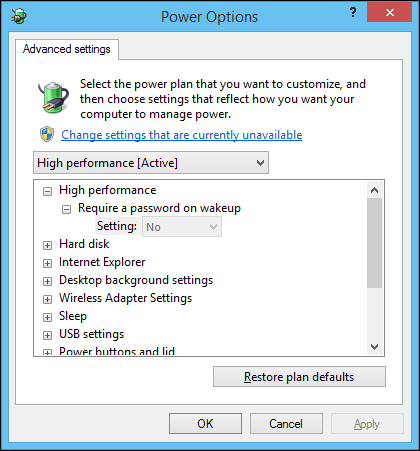 Power Options
?
Advanced settings
Select the power plan that you want to customize, and
then choose settings that reflect how you want your
computer to manage power.
Change settings that are currently unavailable
High performance [Active]
High performance
Require a password on wakeup
Setting: No
Hard disk
Internet Explorer
Desktop background settings
Wireless Adapter Settings
Sleep
USB settings
Power buttons and lid
Restore plan defaults
OK Cancel Apply